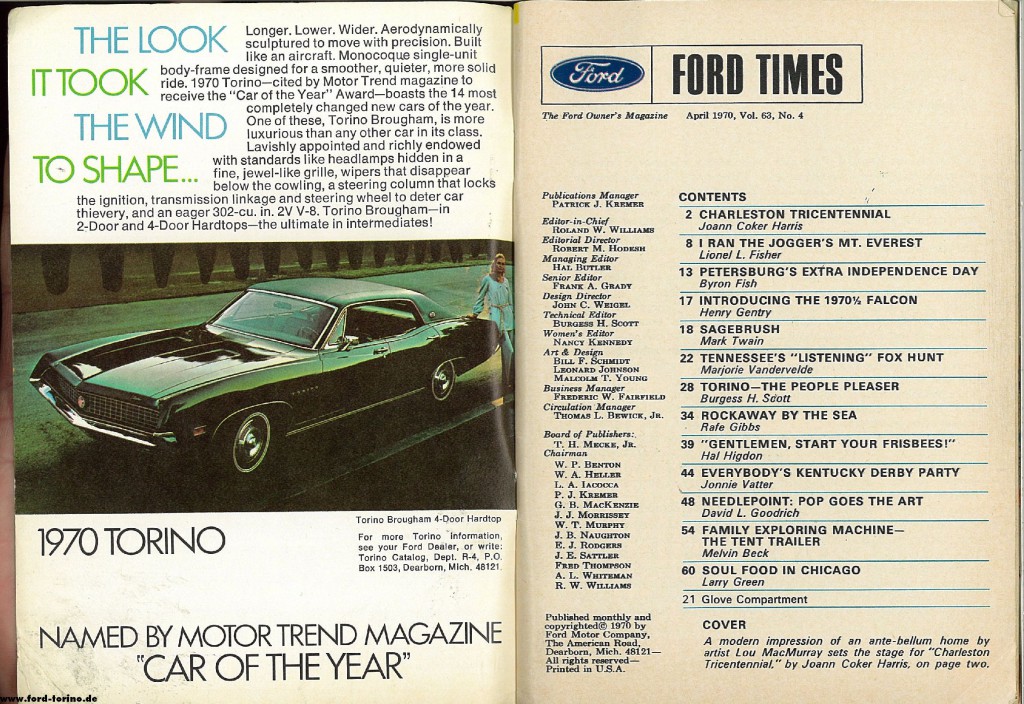 THE LOOK
IT TOOK
THE WIND
TO SHAPE...
Longer. Lower. Wider. Aerodynamically
sculptured to move with precision. Built
like an aircraft. Monocoque single-unit
body-frame designed for a smoother, quieter, more solid
ride. 1970 Torino—cited by Motor Trend magazine to
receive the "Car of the Year" Award—boasts the 14 most
completely changed new cars of the year.
One of these, Torino Brougham, is more
luxurious than any other car in its class.
Lavishly appointed and richly endowed
with standards like headlamps hidden in a
fine, jewel-like grille, wipers that disappear
below the cowling, a steering column that locks
the ignition, transmission linkage and steering wheel to deter car
thievery, and an eager 302-cu. in. 2V V-8. Torino Brougham—in
2-Door and 4-Door Hardtops—the ultimate in intermediates!
Torino Brougham 4-Door Hardtop
1970 TORINO
For more Torino information,
see your Ford Dealer, or write:
Torino Catalog, Dept. R-4, P.O.
Box 1503, Dearborn, Mich. 48121.
NAMED BY MOTOR TREND MAGAZINE
"CAR OF THE YEAR"
www.ford-torino.de
Ford
FORD TIMES
The Ford Owner's Magazine April 1970, Vol. 63, No. 4
Publications Manager
PATRICK J. KREMER
Editor-in-Chief
ROLAND W. WILLIAMS
Editorial Director
ROBERT M. HODESH
Managing Editor
HAL BUTLER
Senior Editor
FRANK A. GRADY
Design Director
JOHN C. WEIGEL
Technical Editor
BURGESS H. SCOTT
Women's Editor
NANCY KENNEDY
Art & Design
BILL F. SCHMIDT
LEONARD JOHNSON
MALCOLM T. YOUNG
Business Manager
FREDERIC W. FAIRFIELD
Circulation Manager
THOMAS L. BEWICK, JR.
Board of Publishers:
T. H. MECKE, JR.
Chairman
W. P. BENTON
W. A. HELLER
L. A. IACOCCA
P. J. KREMER
G. B. MACKENZIE
J. J. MORRISSEY
W. T. MURPHY
J. B. NAUGHTON
E. J. RODGERS
J. E. SATTLER
FRED THOMPSON
A. L. WHITEMAN
R. W. WILLIAMS
Published monthly and
copyrighted © 1970 by
Ford Motor Company,
The American Road,
Dearborn, Mich. 48121—
All rights reserved—
Printed in U.S.A.
CONTENTS
2 CHARLESTON TRICENTENNIAL
Joann Coker Harris
8 I RAN THE JOGGER'S MT. EVEREST
Lionel L. Fisher
13 PETERSBURG'S EXTRA INDEPENDENCE DAY
Byron Fish
17 INTRODUCING THE 1970½ FALCON
Henry Gentry
18 SAGEBRUSH
Mark Twain
22 TENNESSEE'S "LISTENING" FOX HUNT
Marjorie Vandervelde
28 TORINO—THE PEOPLE PLEASER
Burgess H. Scott
34 ROCKAWAY BY THE SEA
Rafe Gibbs
39 "GENTLEMEN, START YOUR FRISBEES!"
Hal Higdon
44 EVERYBODY'S KENTUCKY DERBY PARTY
Jonnie Vatter
48 NEEDLEPOINT: POP GOES THE ART
David L. Goodrich
54 FAMILY EXPLORING MACHINE—
THE TENT TRAILER
Melvin Beck
60 SOUL FOOD IN CHICAGO
Larry Green
21 Glove Compartment
COVER
A modern impression of an ante-bellum home by
artist Lou MacMurray sets the stage for "Charleston
Tricentennial," by Joann Coker Harris, on page two.